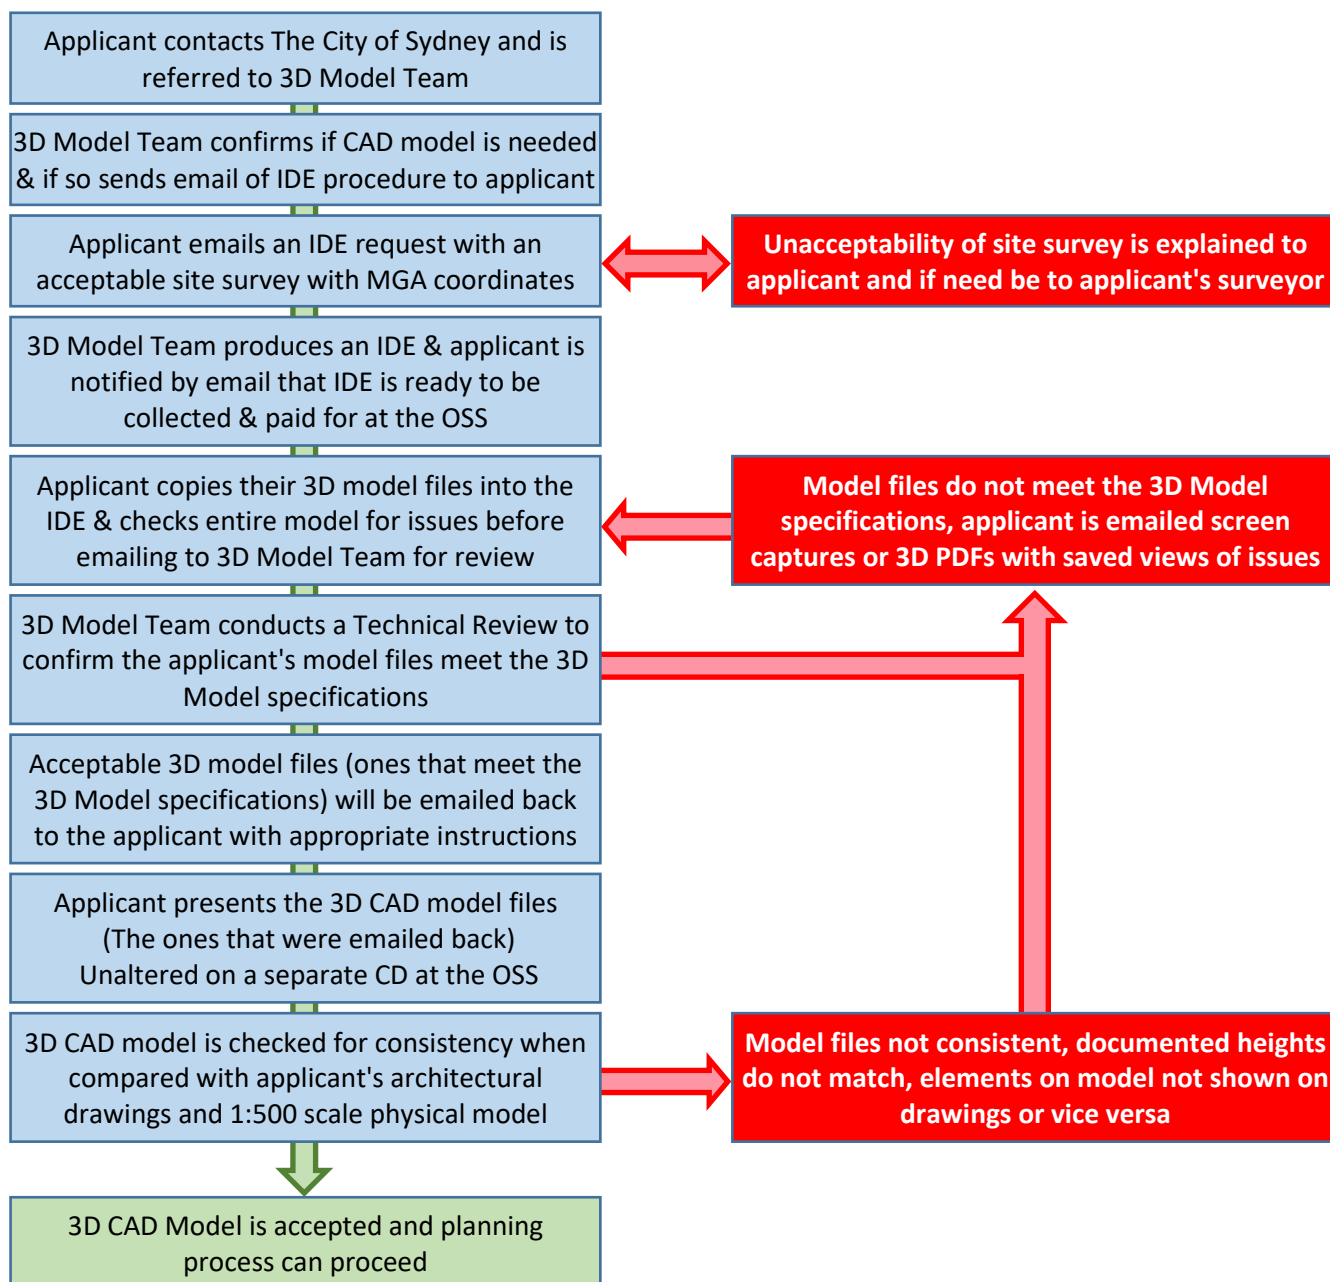 Applicant contacts The City of Sydney and is
referred to 3D Model Team
3D Model Team confirms if CAD model is needed
& if so sends email of IDE procedure to applicant
Applicant emails an IDE request with an
acceptable site survey with MGA coordinates
Unacceptability of site survey is explained to
applicant and if need be to applicant's surveyor
3D Model Team produces an IDE & applicant is
notified by email that IDE is ready to be
collected & paid for at the OSS
Applicant copies their 3D model files into the
IDE & checks entire model for issues before
emailing to 3D Model Team for review
Model files do not meet the 3D Model
specifications, applicant is emailed screen
captures or 3D PDFs with saved views of issues
3D Model Team conducts a Technical Review to
confirm the applicant's model files meet the 3D
Model specifications
Acceptable 3D model files (ones that meet the
3D Model specifications) will be emailed back
to the applicant with appropriate instructions
Applicant presents the 3D CAD model files
(The ones that were emailed back)
Unaltered on a separate CD at the OSS
3D CAD model is checked for consistency when
compared with applicant's architectural
drawings and 1:500 scale physical model
Model files not consistent, documented heights
do not match, elements on model not shown on
drawings or vice versa
3D CAD Model is accepted and planning
process can proceed